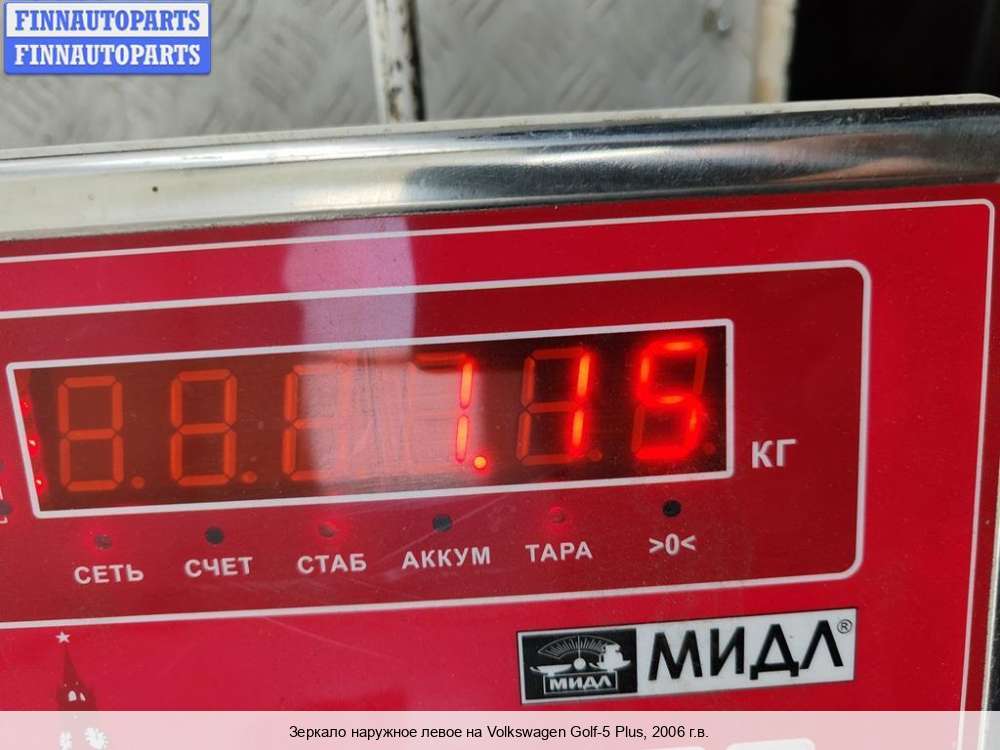 FINNAUTOPARTS
FINNAUTOPARTS
7.15
КГ
СЕТЬ СЧЕТ СТАБ АККУМ ТАРА >0<
МИДЛ МИДЛ®
Зеркало наружное левое на Volkswagen Golf-5 Plus, 2006 г.в.